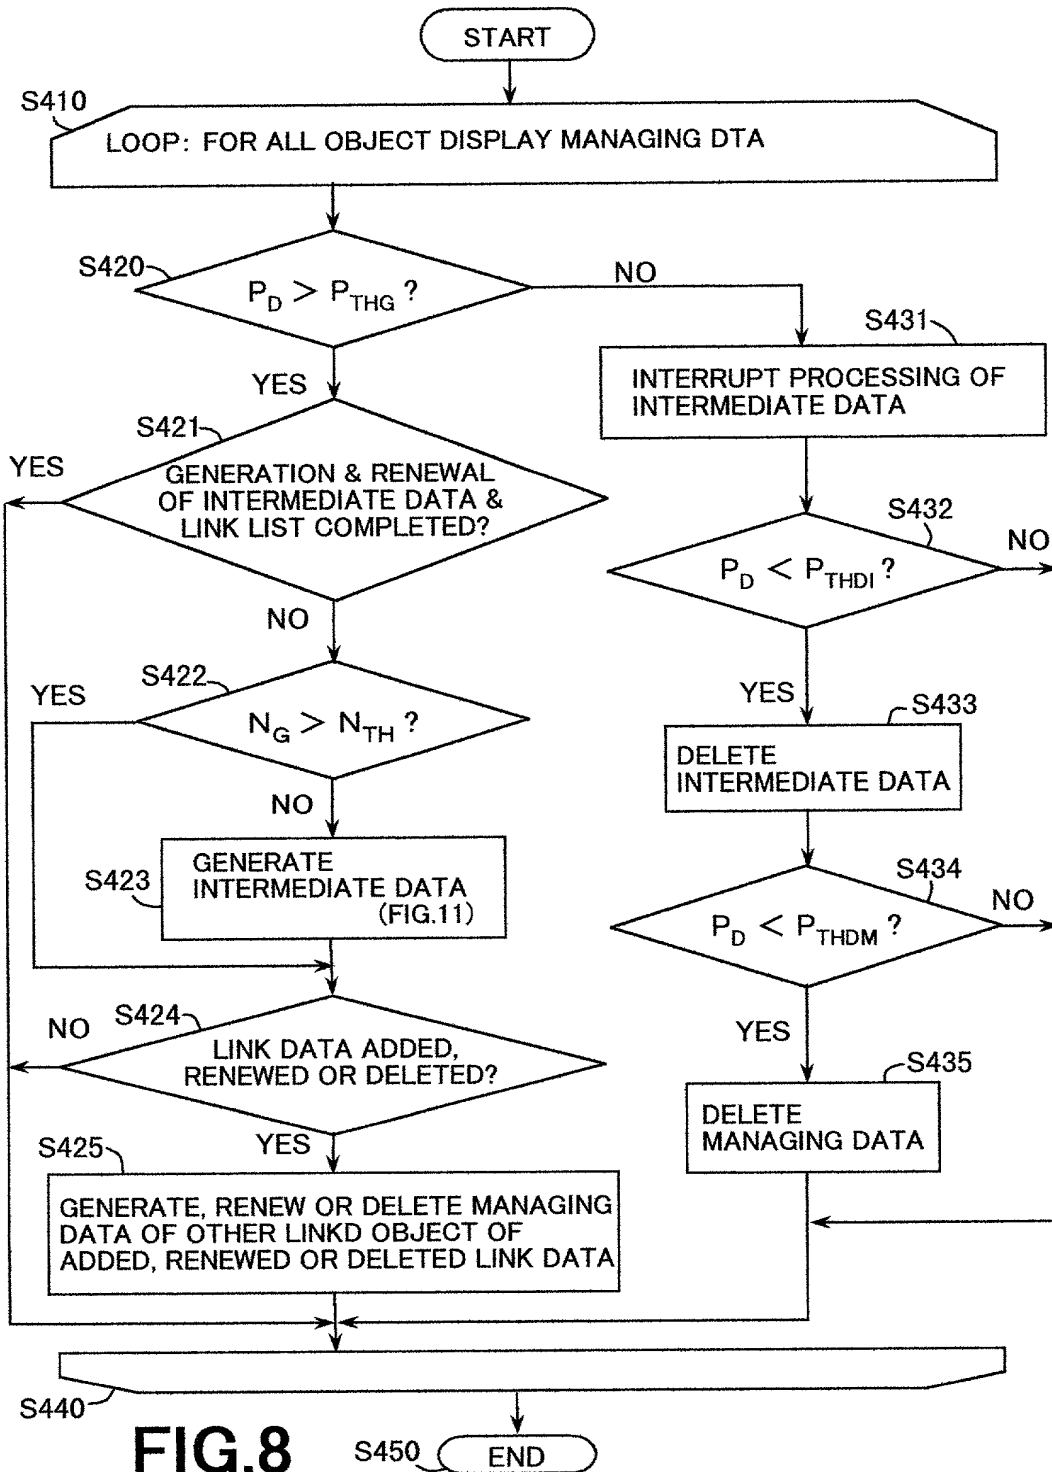 START
S410
LOOP: FOR ALL OBJECT DISPLAY MANAGING DTA
S420
P_D > P_THG ?
NO
YES
S431
INTERRUPT PROCESSING OF
INTERMEDIATE DATA
S421
YES
GENERATION & RENEWAL
OF INTERMEDIATE DATA &
LINK LIST COMPLETED?
NO
S432
P_D < P_THDI ?
NO
YES
S422
YES
N_G > N_TH ?
NO
S433
DELETE
INTERMEDIATE DATA
S423
GENERATE
INTERMEDIATE DATA
(FIG.11)
S434
P_D < P_THDM ?
NO
YES
S424
NO
LINK DATA ADDED,
RENEWED OR DELETED?
YES
S435
DELETE
MANAGING DATA
S425
GENERATE, RENEW OR DELETE MANAGING
DATA OF OTHER LINKD OBJECT OF
ADDED, RENEWED OR DELETED LINK DATA
S440
FIG.8
S450
END